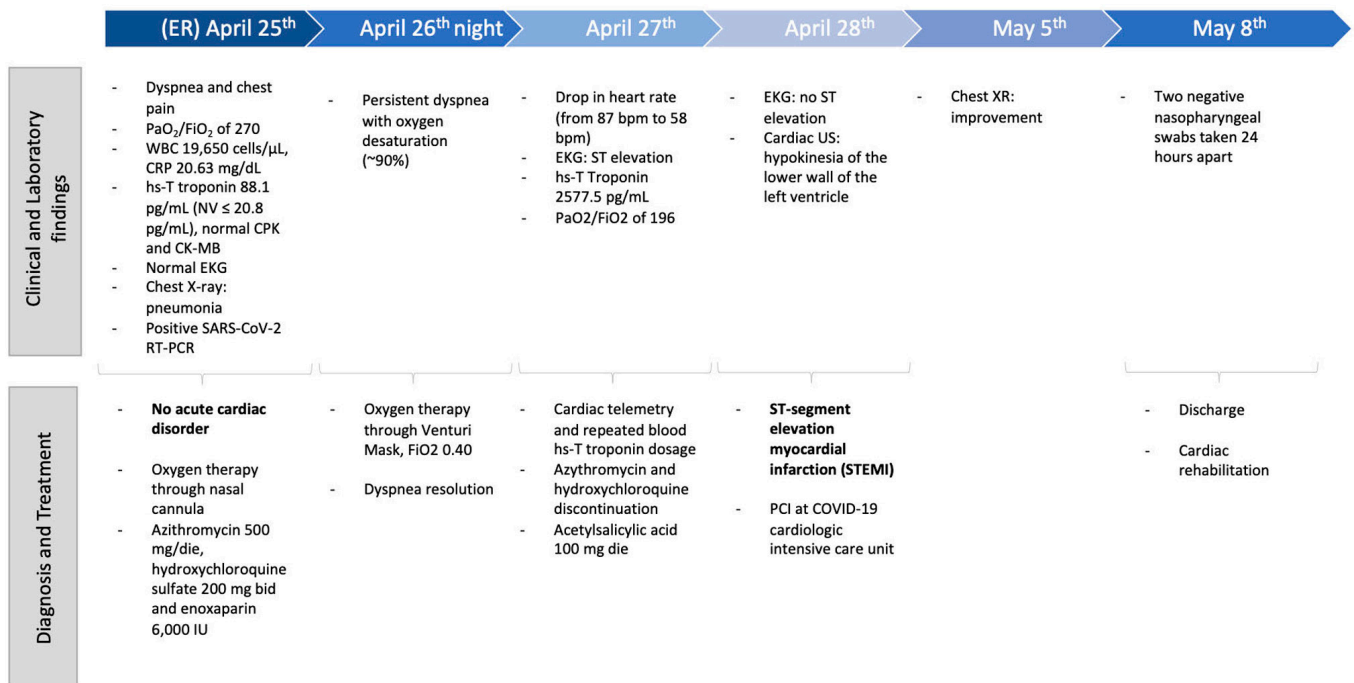 (ER) April 25th
April 26th night
April 27th
April 28th
May 5th
May 8th
Clinical and Laboratory
findings
- Dyspnea and chest
pain
- PaO2/FiO2 of 270
- WBC 19,650 cells/µL,
CRP 20.63 mg/dL
- hs-T troponin 88.1
pg/mL (NV ≤ 20.8
pg/mL), normal CPK
and CK-MB
- Normal EKG
- Chest X-ray:
pneumonia
- Positive SARS-CoV-2
RT-PCR
- Persistent dyspnea
with oxygen
desaturation
(~90%)
- Drop in heart rate
(from 87 bpm to 58
bpm)
- EKG: ST elevation
- hs-T Troponin
2577.5 pg/mL
- PaO2/FiO2 of 196
- EKG: no ST
elevation
- Cardiac US:
hypokinesia of the
lower wall of the
left ventricle
- Chest XR:
improvement
- Two negative
nasopharyngeal
swabs taken 24
hours apart
Diagnosis and Treatment
- No acute cardiac
disorder
- Oxygen therapy
through nasal
cannula
- Azithromycin 500
mg/die,
hydroxychloroquine
sulfate 200 mg bid
and enoxaparin
6,000 IU
- Oxygen therapy
through Venturi
Mask, FiO2 0.40
- Dyspnea resolution
- Cardiac telemetry
and repeated blood
hs-T troponin dosage
- Azythromycin and
hydroxychloroquine
discontinuation
- Acetylsalicylic acid
100 mg die
- ST-segment
elevation
myocardial
infarction (STEMI)
- PCI at COVID-19
cardiologic
intensive care unit
- Discharge
- Cardiac
rehabilitation